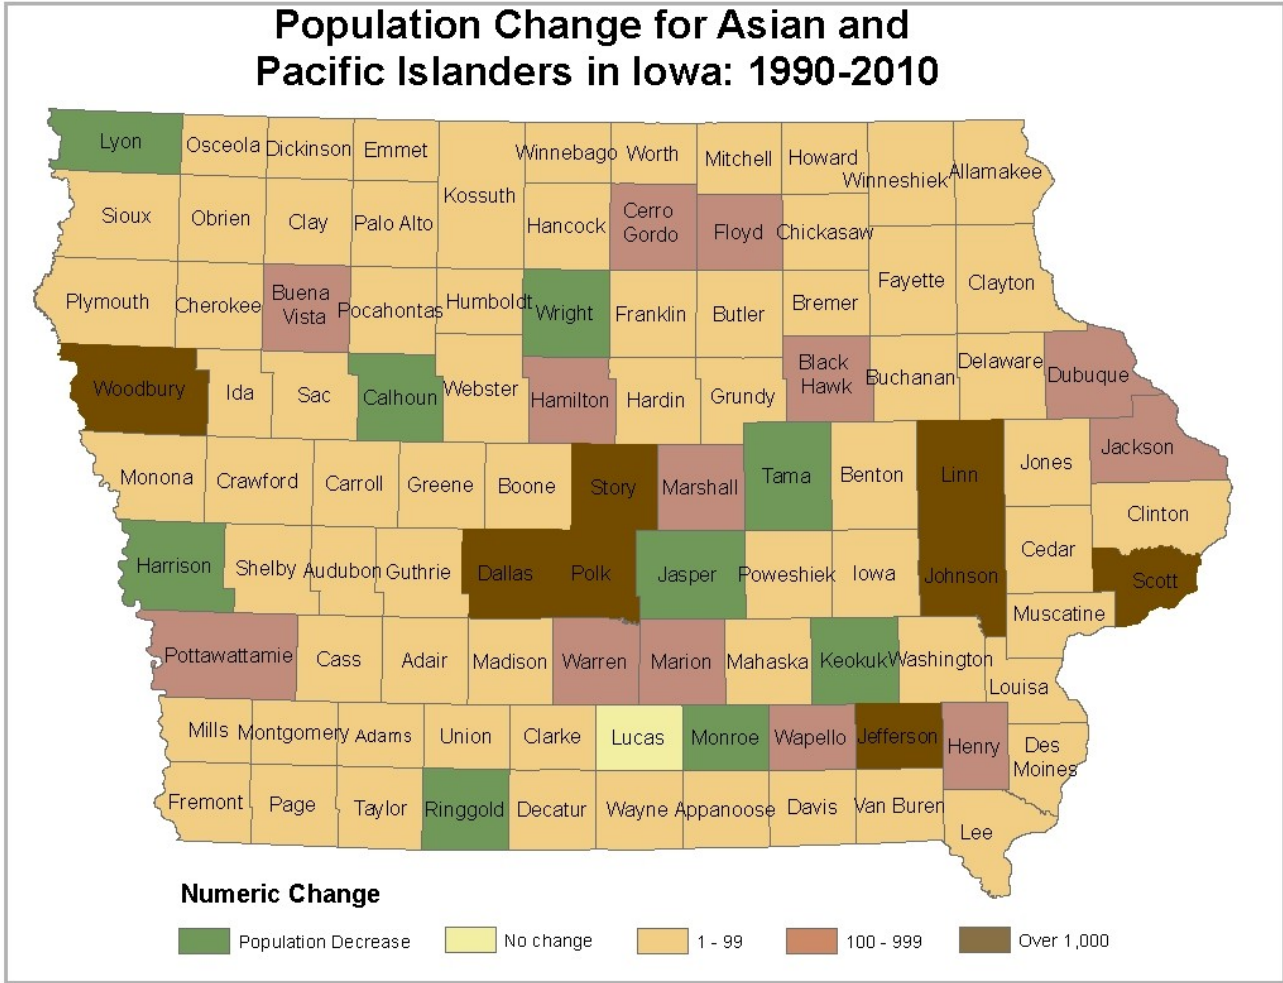 Population Change for Asian and
Pacific Islanders in Iowa: 1990-2010
Lyon
Osceola
Dickinson
Emmet
Kossuth
Winnebago
Worth
Mitchell
Howard
Winneshiek
Allamakee
Sioux
Obrien
Clay
Palo Alto
Hancock
Cerro
Gordo
Floyd
Chickasaw
Fayette
Clayton
Plymouth
Cherokee
Buena
Vista
Pocahontas
Humboldt
Wright
Franklin
Butler
Bremer
Woodbury
Ida
Sac
Calhoun
Webster
Hamilton
Hardin
Grundy
Black
Hawk
Buchanan
Delaware
Dubuque
Monona
Crawford
Carroll
Greene
Boone
Story
Marshall
Tama
Benton
Linn
Jones
Jackson
Clinton
Harrison
Shelby
Audubon
Guthrie
Dallas
Polk
Jasper
Poweshiek
Iowa
Johnson
Cedar
Scott
Muscatine
Pottawattamie
Cass
Adair
Madison
Warren
Marion
Mahaska
Keokuk
Washington
Louisa
Mills
Montgomery
Adams
Union
Clarke
Lucas
Monroe
Wapello
Jefferson
Henry
Des
Moines
Fremont
Page
Taylor
Ringgold
Decatur
Wayne
Appanoose
Davis
Van Buren
Lee
Numeric Change
Population Decrease
No change
1 - 99
100 - 999
Over 1,000